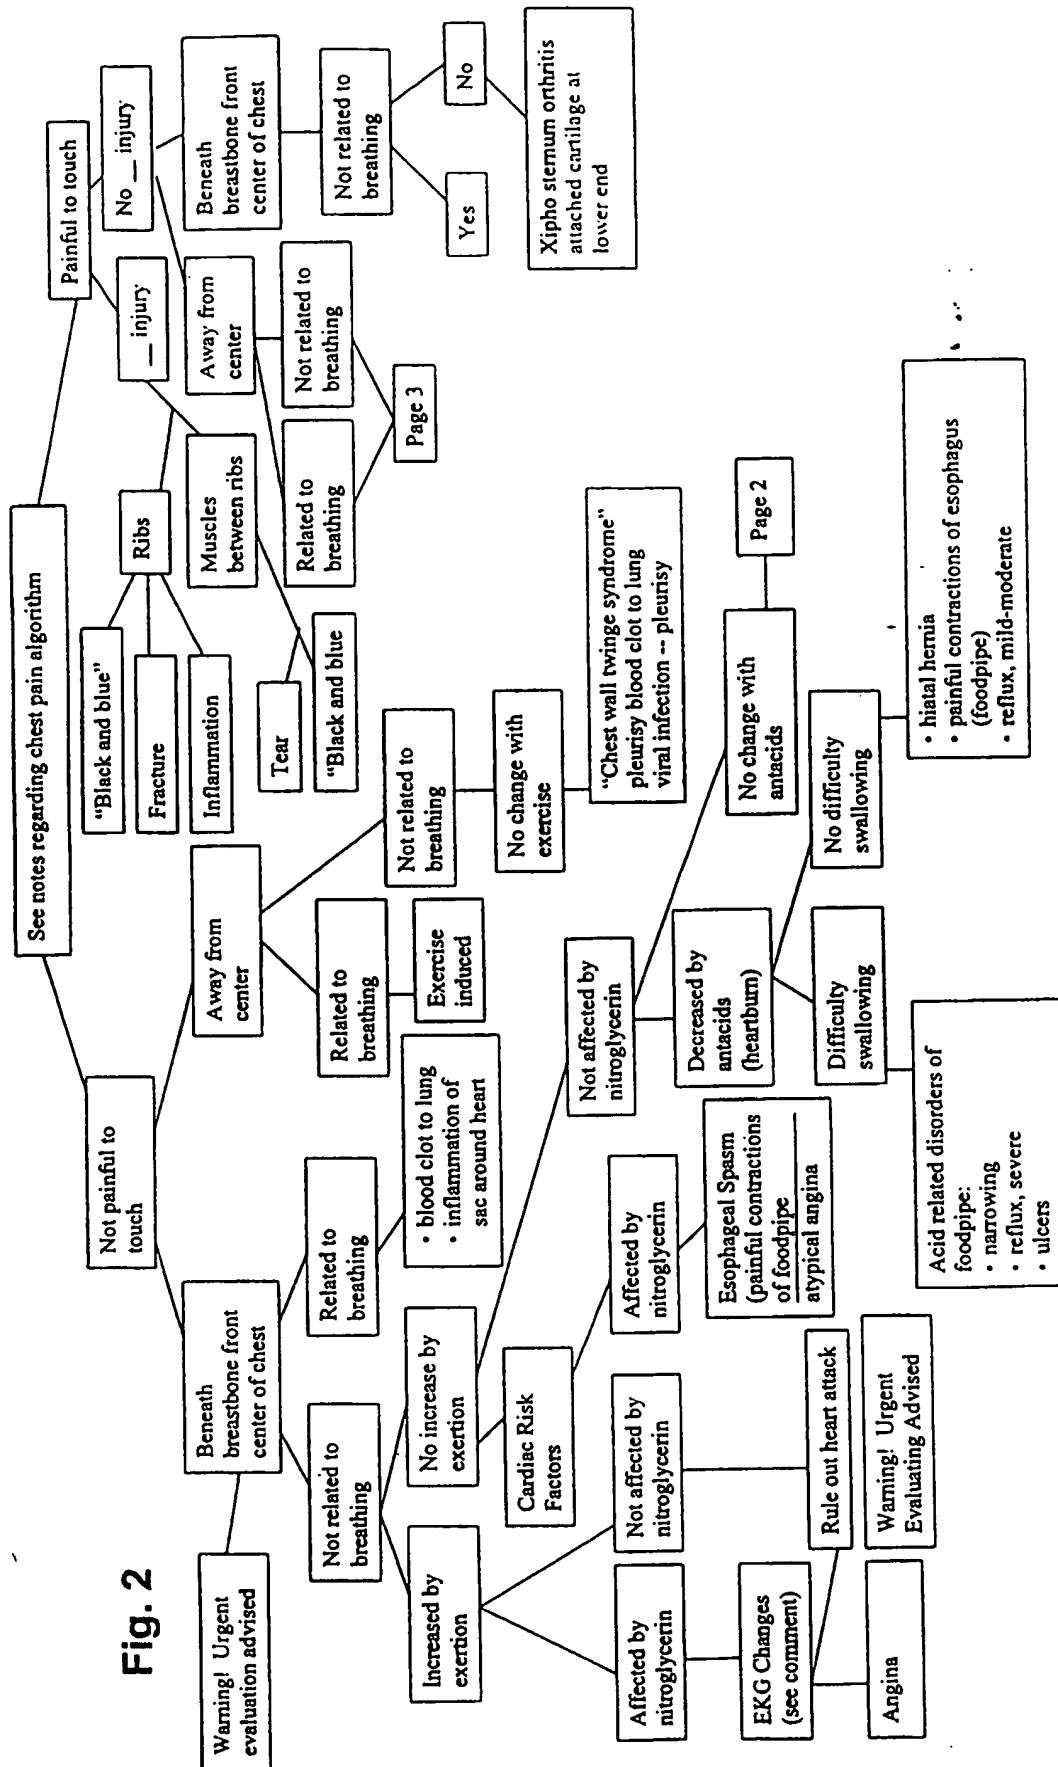 Fig. 2
See notes regarding chest pain algorithm
Not painful to
touch
Painful to touch
Warning!  Urgent
evaluation advised
Beneath
breastbone front
center of chest
Away from
center
"Black and blue"
Fracture
Inflammation
Ribs
__ injury
No __ injury
Muscles
between ribs
Tear
"Black and blue
Away from
center
Beneath
breastbone front
center of chest
Not related to
breathing
Related to
breathing
Related to
breathing
Not related to
breathing
Related to
breathing
Not related to
breathing
Not related to
breathing
Increased by
exertion
No increase by
exertion
• blood clot to lung
• inflammation of
sac around heart
Exercise
induced
No change with
exercise
Page 3
Yes
No
Cardiac Risk
Factors
"Chest wall twinge syndrome"
pleurisy blood clot to lung
viral infection -- pleurisy
Xipho sternum orthritis
attached cartilage at
lower end
Affected by
nitroglycerin
Not affected by
nitroglycerin
Affected by
nitroglycerin
Not affected by
nitroglycerin
Esophageal Spasm
(painful contractions
of foodpipe
atypical angina
Decreased by
antacids
(heartburn)
No change with
antacids
Page 2
EKG Changes
(see comment)
Rule out heart attack
Difficulty
swallowing
No difficulty
swallowing
Angina
Warning!  Urgent
Evaluating Advised
Acid related disorders of
foodpipe:
• narrowing
• reflux, severe
• ulcers
• hiatal hernia
• painful contractions of esophagus
(foodpipe)
• reflux, mild-moderate